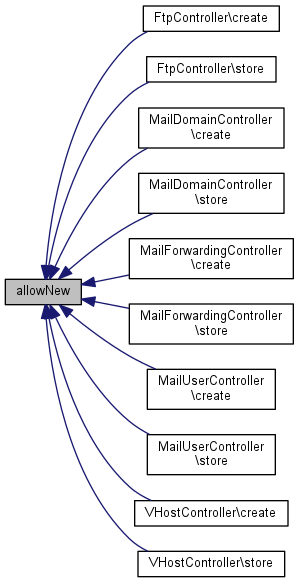 FtpController\create
FtpController\store
MailDomainController
\create
MailDomainController
\store
MailForwardingController
\create
allowNew
MailForwardingController
\store
MailUserController
\create
MailUserController
\store
VHostController\create
VHostController\store